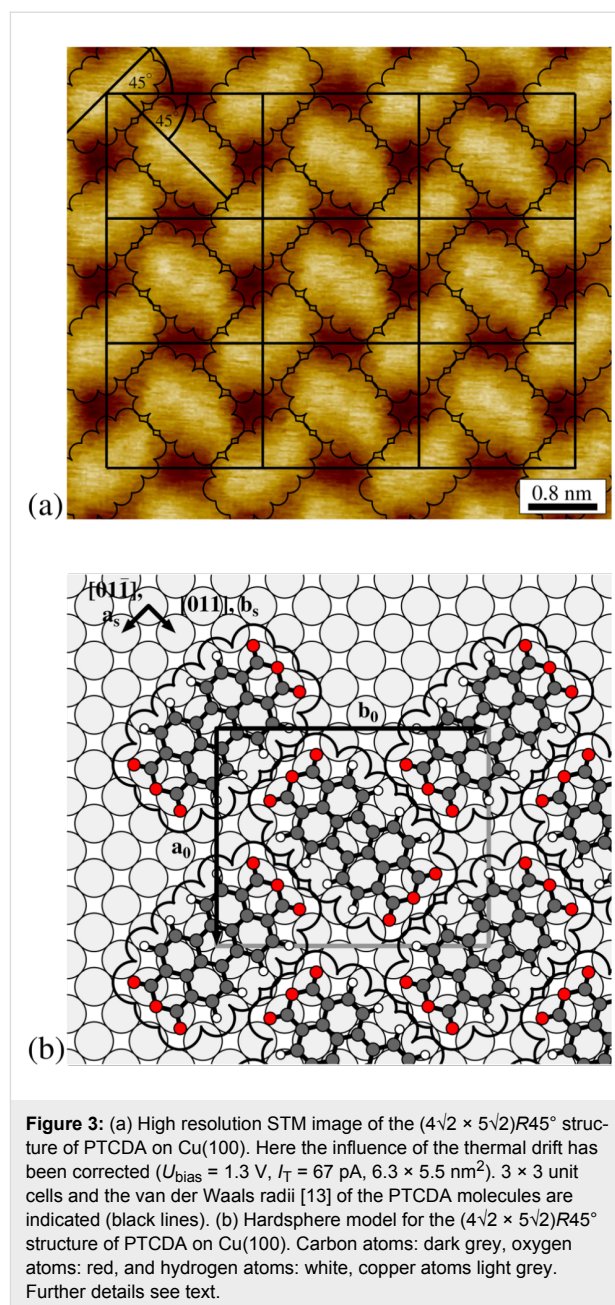 45°
45°
(a)
0.8 nm
[011̅],
a_s
[011], b_s
b₀
a₀
(b)
Figure 3: (a) High resolution STM image of the (4√2 × 5√2)R45° struc-
ture of PTCDA on Cu(100). Here the influence of the thermal drift has
been corrected (U_bias = 1.3 V, I_T = 67 pA, 6.3 × 5.5 nm²). 3 × 3 unit
cells and the van der Waals radii [13] of the PTCDA molecules are
indicated (black lines). (b) Hardsphere model for the (4√2 × 5√2)R45°
structure of PTCDA on Cu(100). Carbon atoms: dark grey, oxygen
atoms: red, and hydrogen atoms: white, copper atoms light grey.
Further details see text.